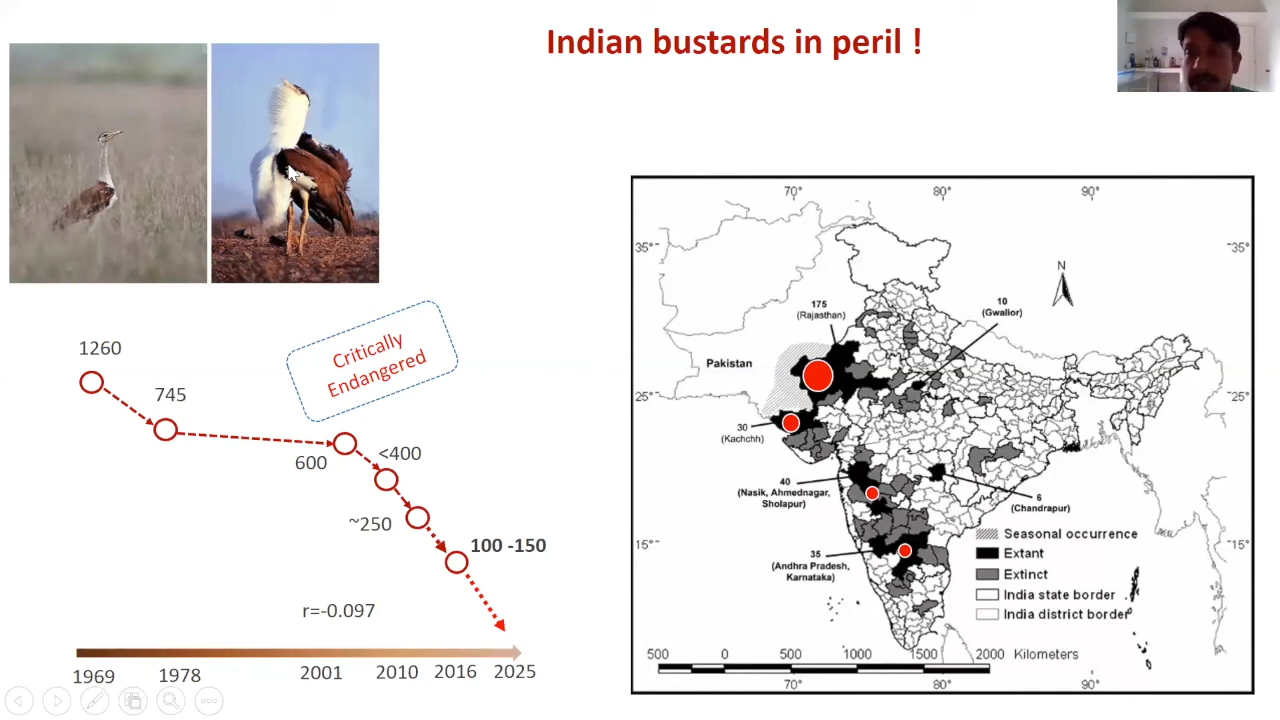 Indian bustards in peril !
Critically
Endangered
1260
745
600
<400
~250
100 -150
r=-0.097
1969
1978
2001
2010
2016
2025
70°
80°
90°
35°
35°
25°
25°
15°
15°
N
175
(Rajasthan)
10
(Gwalior)
Pakistan
30
(Kachchh)
40
(Nasik, Ahmednagar,
Sholapur)
6
(Chandrapur)
35
(Andhra Pradesh,
Karnataka)
Seasonal occurrence
Extant
Extinct
India state border
India district border
500 0 500 1000 1500 2000 Kilometers
70°
80°
90°